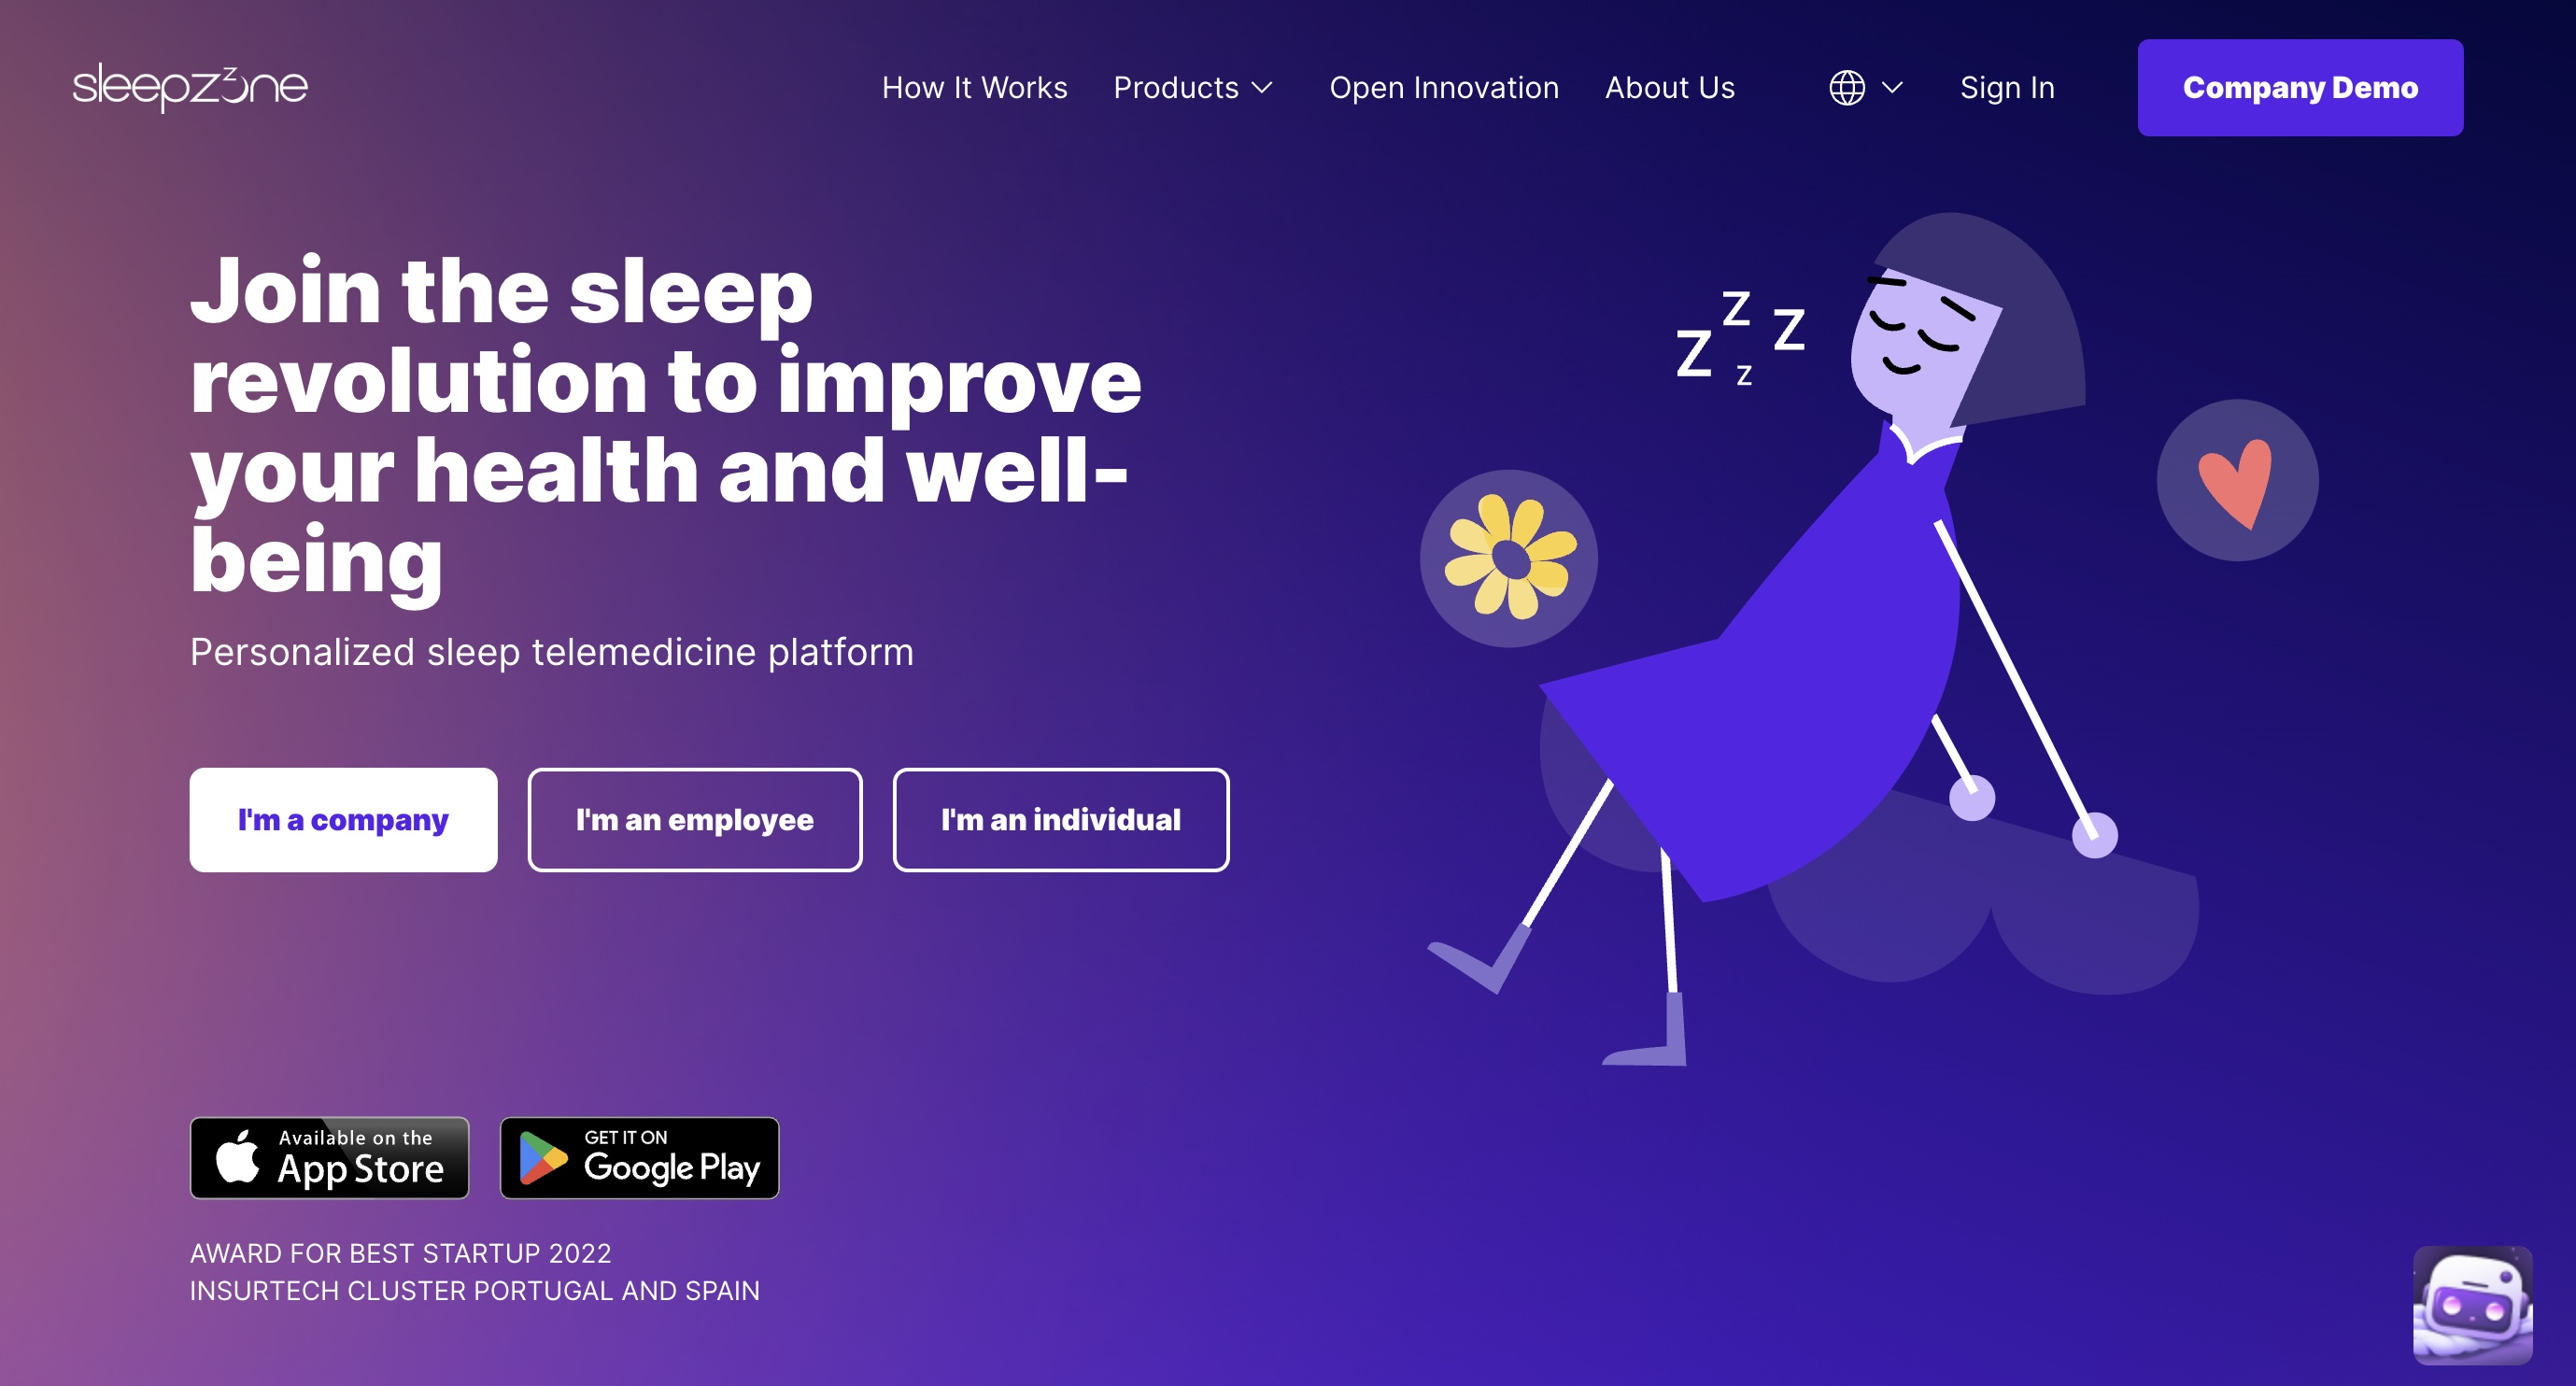 sleepzzone
How It Works
Products
Open Innovation
About Us
Sign In
Company Demo
Join the sleep
revolution to improve
your health and well-
being
Personalized sleep telemedicine platform
z
z
z
z
I'm a company
I'm an employee
I'm an individual
Available on the
App Store
GET IT ON
Google Play
AWARD FOR BEST STARTUP 2022
INSURTECH CLUSTER PORTUGAL AND SPAIN